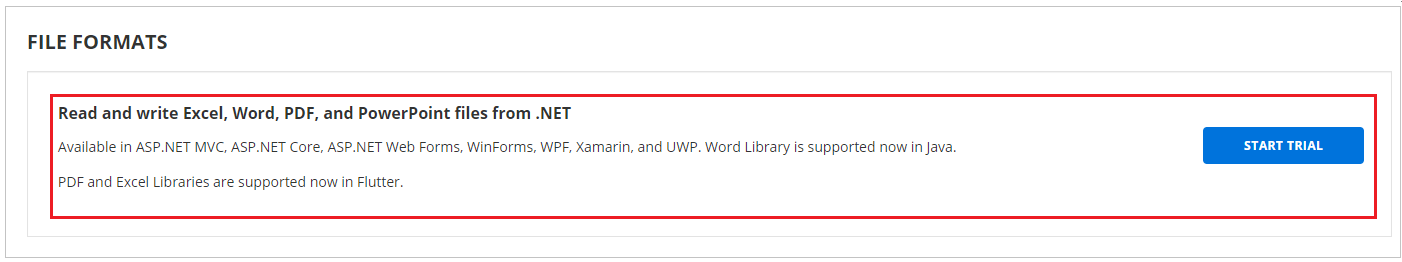 FILE FORMATS
Read and write Excel, Word, PDF, and PowerPoint files from .NET
Available in ASP.NET MVC, ASP.NET Core, ASP.NET Web Forms, WinForms, WPF, Xamarin, and UWP. Word Library is supported now in Java.
START TRIAL
PDF and Excel Libraries are supported now in Flutter.